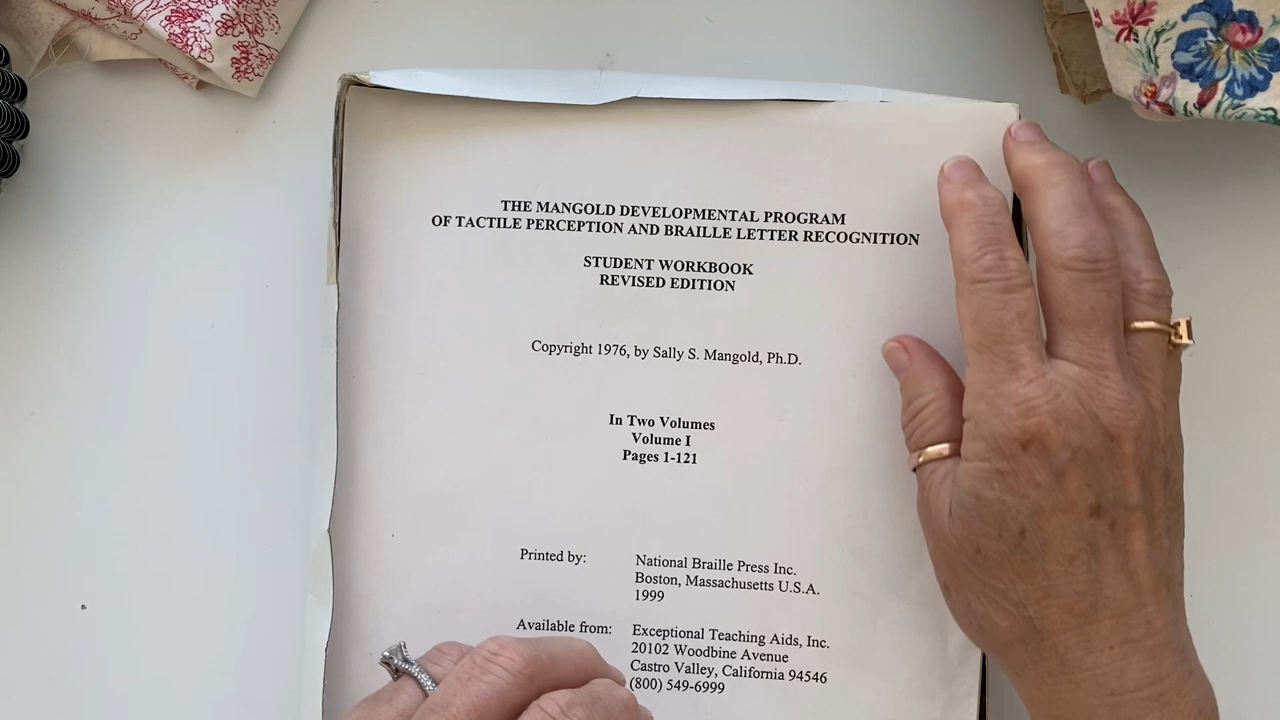 THE MANGOLD DEVELOPMENTAL PROGRAM
OF TACTILE PERCEPTION AND BRAILLE LETTER RECOGNITION
STUDENT WORKBOOK
REVISED EDITION
Copyright 1976, by Sally S. Mangold, Ph.D.
In Two Volumes
Volume I
Pages 1-121
Printed by: National Braille Press Inc.
Boston, Massachusetts U.S.A.
1999
Available from: Exceptional Teaching Aids, Inc.
20102 Woodbine Avenue
Castro Valley, California 94546
(800) 549-6999